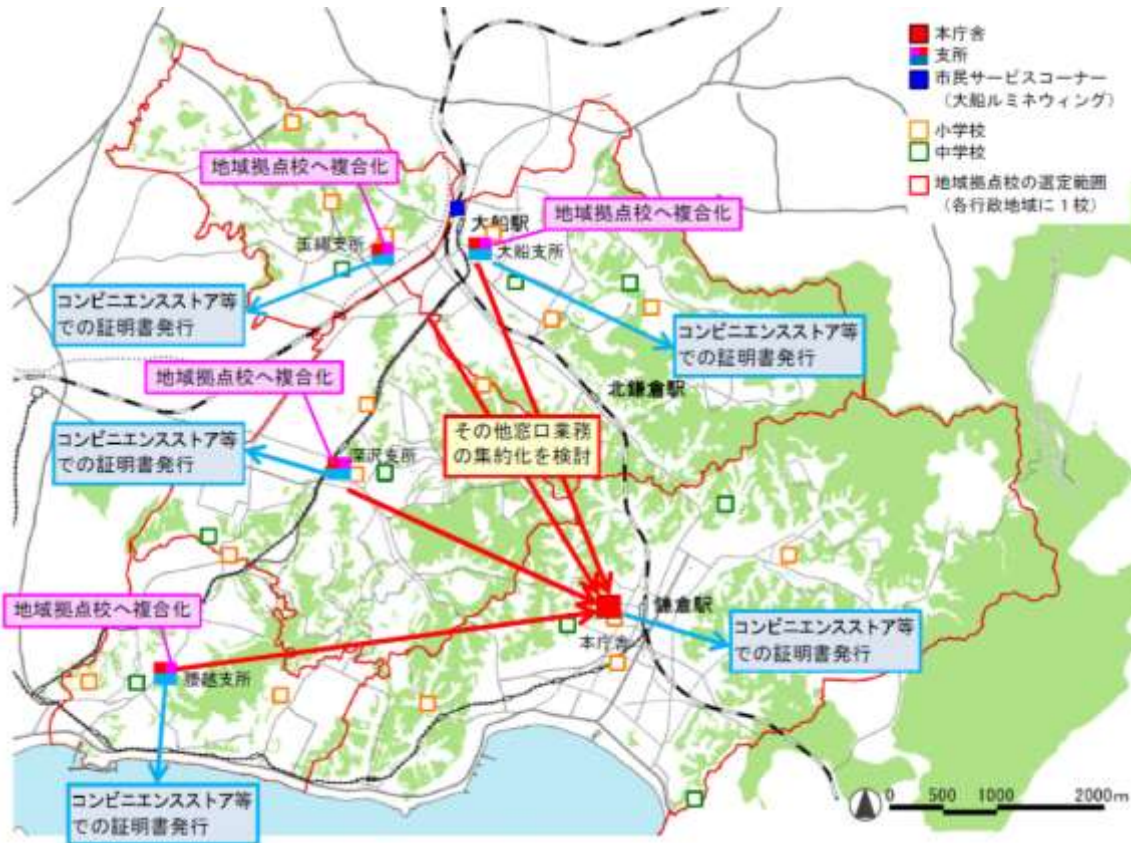 本庁舎
支所
市民サービスコーナー
（大船ルミネウィング）
小学校
中学校
地域拠点校の選定範囲
（各行政地域に１校）
地域拠点校へ複合化
大船駅
地域拠点校へ複合化
玉縄支所
大船支所
コンビニエンスストア等
での証明書発行
コンビニエンスストア等
での証明書発行
地域拠点校へ複合化
北鎌倉駅
その他窓口業務
の集約化を検討
コンビニエンスストア等
での証明書発行
深沢支所
地域拠点校へ複合化
鎌倉駅
本庁舎
コンビニエンスストア等
での証明書発行
腰越支所
コンビニエンスストア等
での証明書発行
0 500 1000 2000m